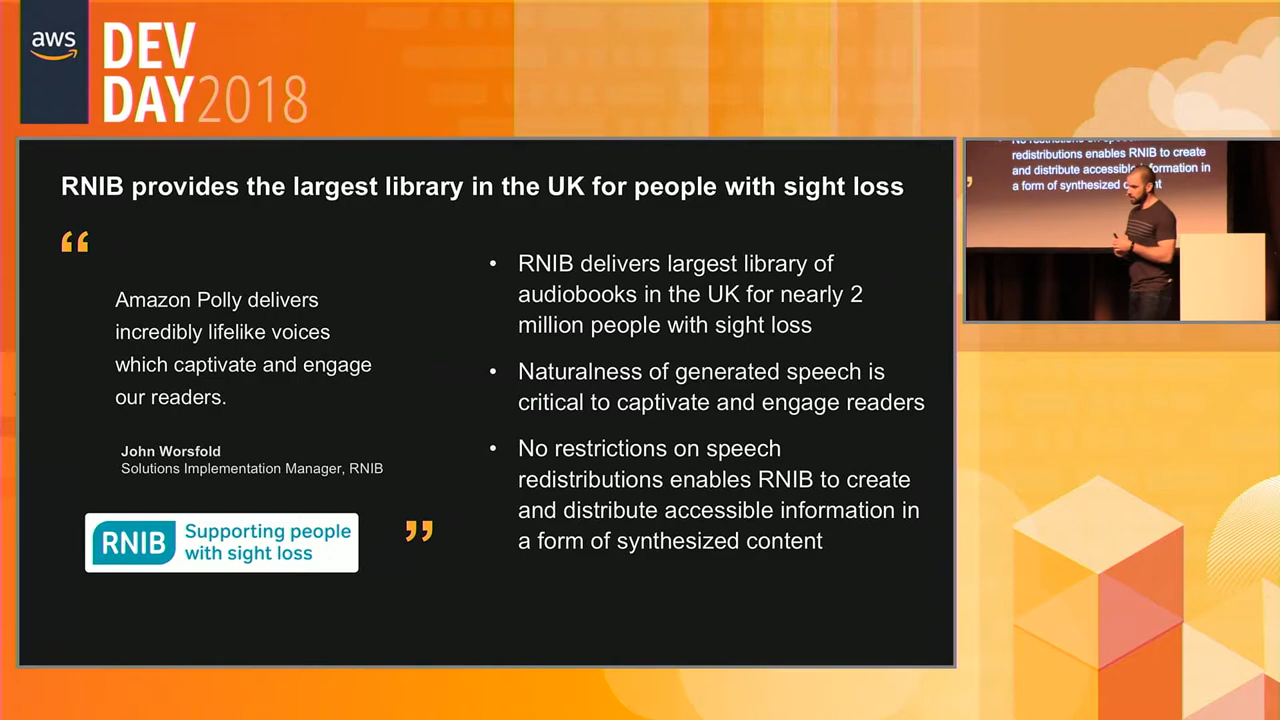 aws
DEV
DAY2018
RNIB provides the largest library in the UK for people with sight loss
“
Amazon Polly delivers
incredibly lifelike voices
which captivate and engage
our readers.
John Worsfold
Solutions Implementation Manager, RNIB
RNIB
Supporting people
with sight loss
”
• RNIB delivers largest library of
audiobooks in the UK for nearly 2
million people with sight loss
• Naturalness of generated speech is
critical to captivate and engage readers
• No restrictions on speech
redistributions enables RNIB to create
and distribute accessible information in
a form of synthesized content
redistributions enables RNIB to create
and distribute accessible information in
a form of synthesized